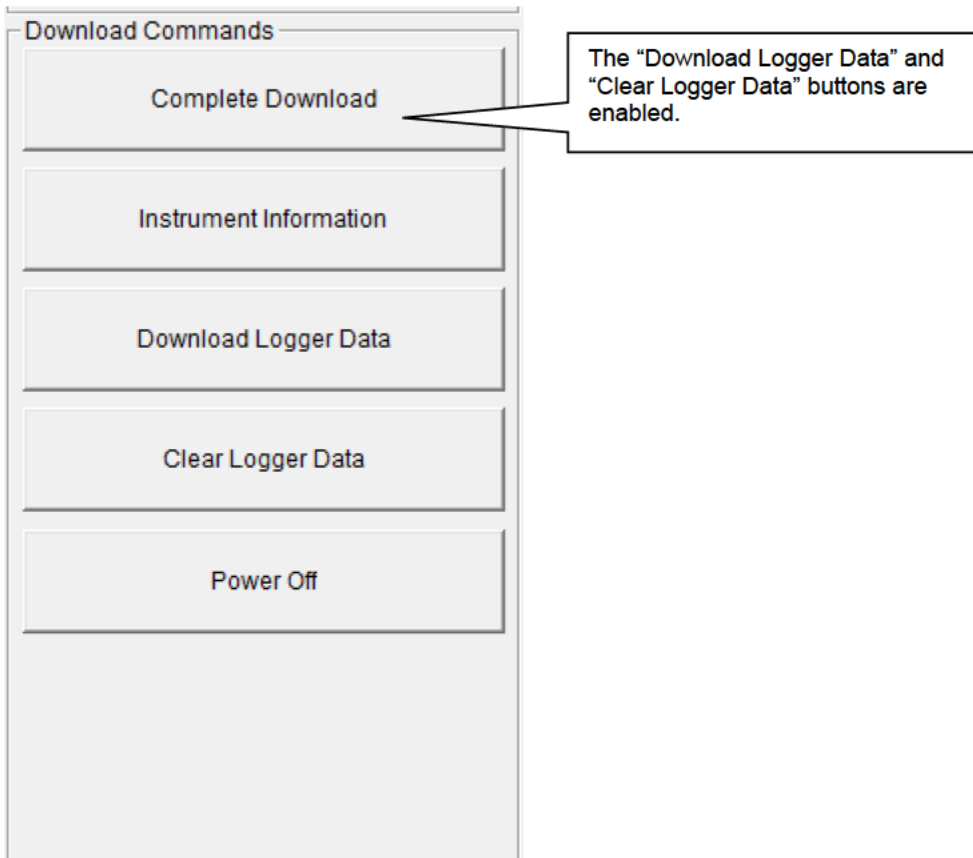 Download Commands
Complete Download
The “Download Logger Data” and
“Clear Logger Data” buttons are
enabled.
Instrument Information
Download Logger Data
Clear Logger Data
Power Off